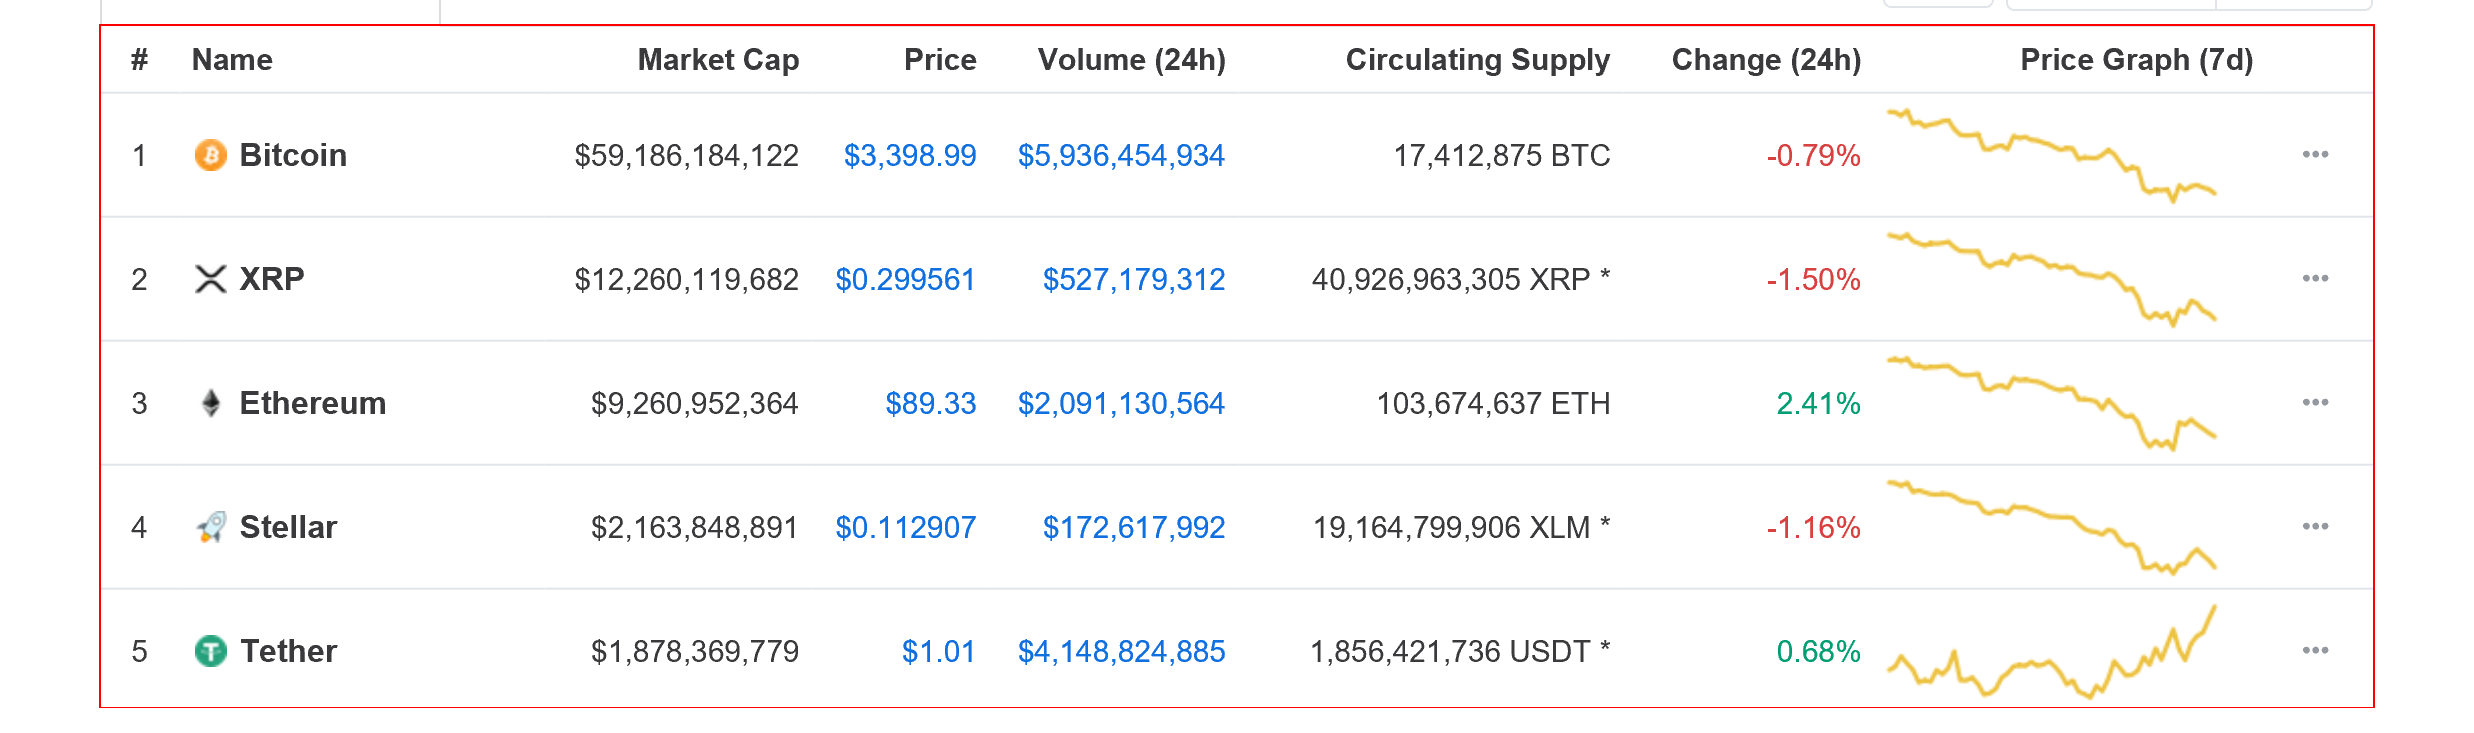 # Name Market Cap Price Volume (24h) Circulating Supply Change (24h) Price Graph (7d)
1 Bitcoin $59,186,184,122 $3,398.99 $5,936,454,934 17,412,875 BTC -0.79%
2 XRP $12,260,119,682 $0.299561 $527,179,312 40,926,963,305 XRP * -1.50%
3 Ethereum $9,260,952,364 $89.33 $2,091,130,564 103,674,637 ETH 2.41%
4 Stellar $2,163,848,891 $0.112907 $172,617,992 19,164,799,906 XLM * -1.16%
5 Tether $1,878,369,779 $1.01 $4,148,824,885 1,856,421,736 USDT * 0.68%